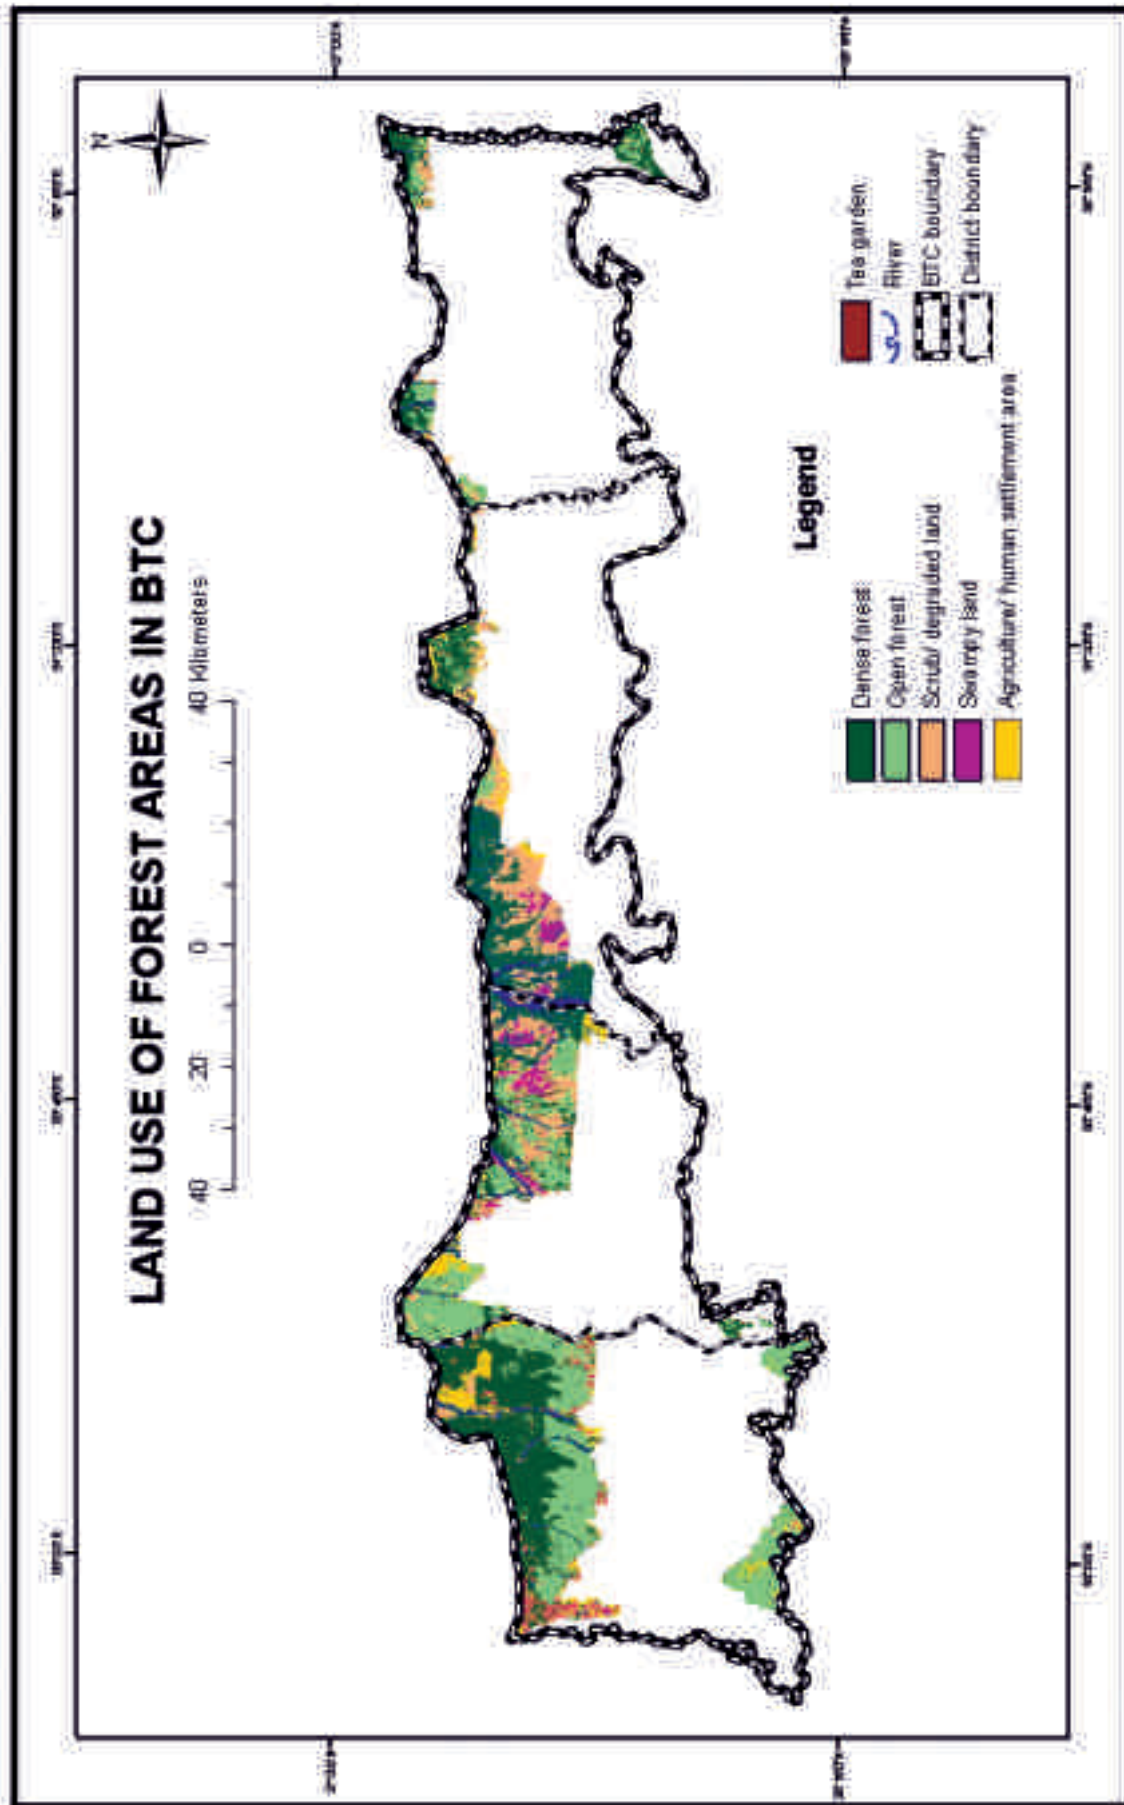 LAND USE OF FOREST AREAS IN BTC
40 20 0 40 Kilometers
N
Legend
Dense forest
Open forest
Scrub/ degraded land
Swampy land
Agriculture/ human settlement area
Tea garden
River
BTC boundary
District boundary